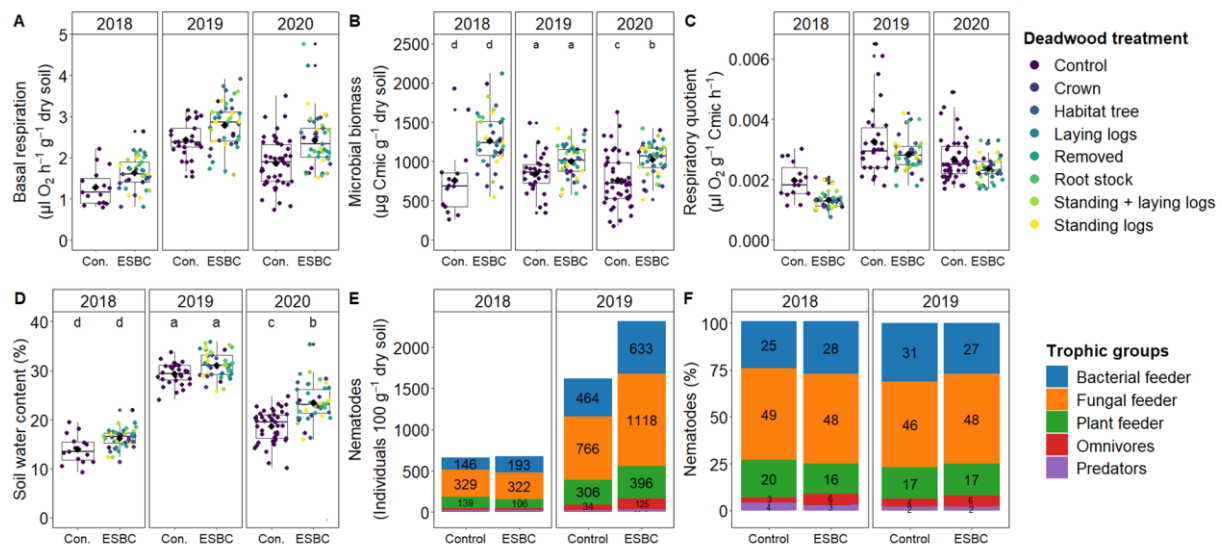 A
2018
2019
2020
Basal respiration
(µl O₂ h⁻¹ g⁻¹ dry soil)
5
4
3
2
1
0
Con. ESBC
Con. ESBC
Con. ESBC
B
2018
2019
2020
Microbial biomass
(µg Cmic g⁻¹ dry soil)
2500
2000
1500
1000
500
0
d d
a a
c b
Con. ESBC
Con. ESBC
Con. ESBC
C
2018
2019
2020
Respiratory quotient
(µl O₂ g⁻¹ Cmic h⁻¹)
0.006
0.004
0.002
0.000
Con. ESBC
Con. ESBC
Con. ESBC
Deadwood treatment
Control
Crown
Habitat tree
Laying logs
Removed
Root stock
Standing + laying logs
Standing logs
D
2018
2019
2020
Soil water content (%)
40
30
20
10
0
d d
a a
c b
Con. ESBC
Con. ESBC
Con. ESBC
E
2018
2019
Nematodes
(Individuals 100 g⁻¹ dry soil)
2000
1500
1000
500
0
146
329
139
193
322
106
464
766
306
34
633
1118
396
125
Control ESBC
Control ESBC
F
2018
2019
Nematodes (%)
100
75
50
25
0
25
49
20
3
4
28
48
16
6
3
31
46
17
4
2
27
48
17
6
2
Control ESBC
Control ESBC
Trophic groups
Bacterial feeder
Fungal feeder
Plant feeder
Omnivores
Predators